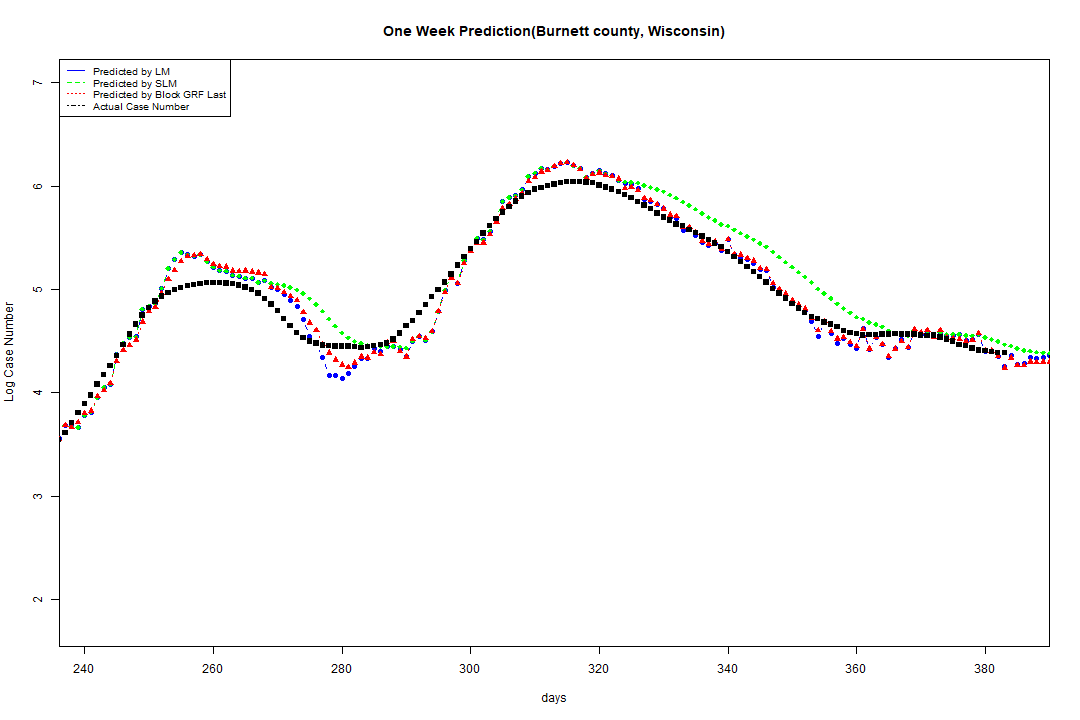 One Week Prediction(Burnett county, Wisconsin)
Predicted by LM
Predicted by SLM
Predicted by Block GRF Last
Actual Case Number
7
6
5
4
3
2
Log Case Number
240 260 280 300 320 340 360 380
days